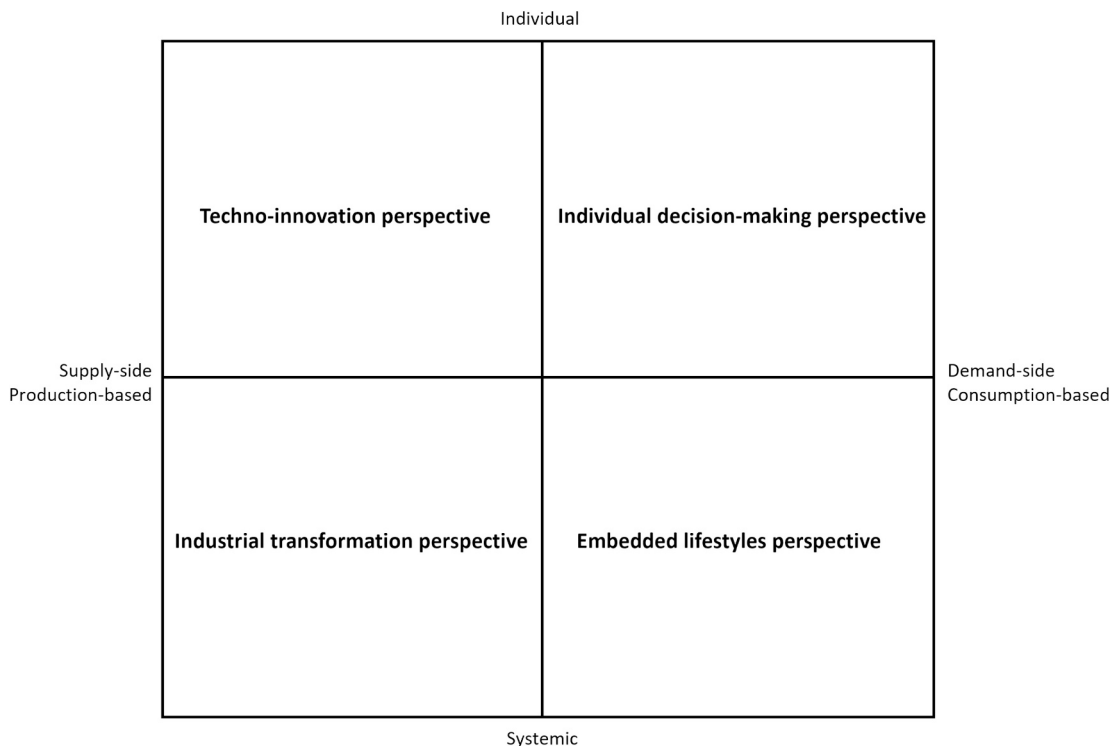 Individual
Techno-innovation perspective
Individual decision-making perspective
Supply-side
Production-based
Demand-side
Consumption-based
Industrial transformation perspective
Embedded lifestyles perspective
Systemic